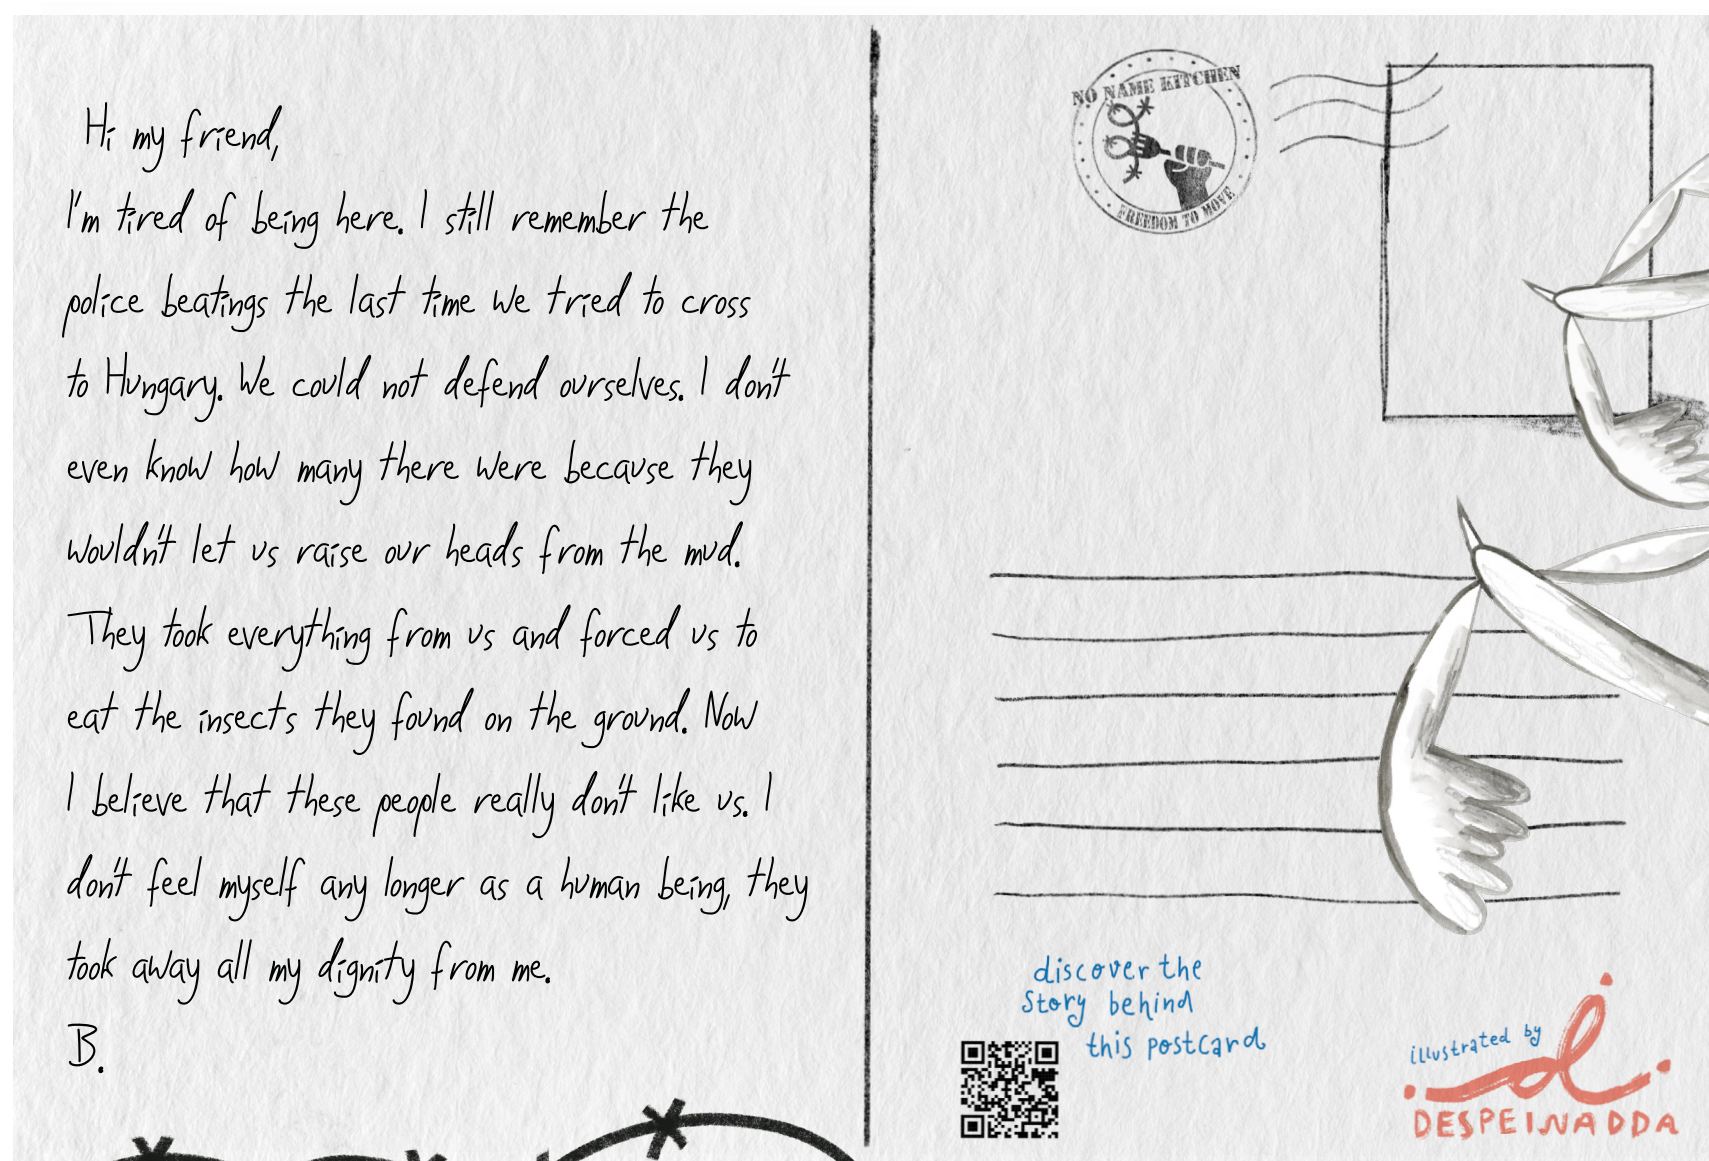 Hi my friend,
I'm tired of being here. I still remember the
police beatings the last time we tried to cross
to Hungary. We could not defend ourselves. I don't
even know how many there were because they
wouldn't let us raise our heads from the mud.
They took everything from us and forced us to
eat the insects they found on the ground. Now
I believe that these people really don't like us. I
don't feel myself any longer as a human being, they
took away all my dignity from me.
B.
NO NAME KITCHEN
FREEDOM TO MOVE
discover the
story behind
this postcard
illustrated by
d
DESPEINADDA